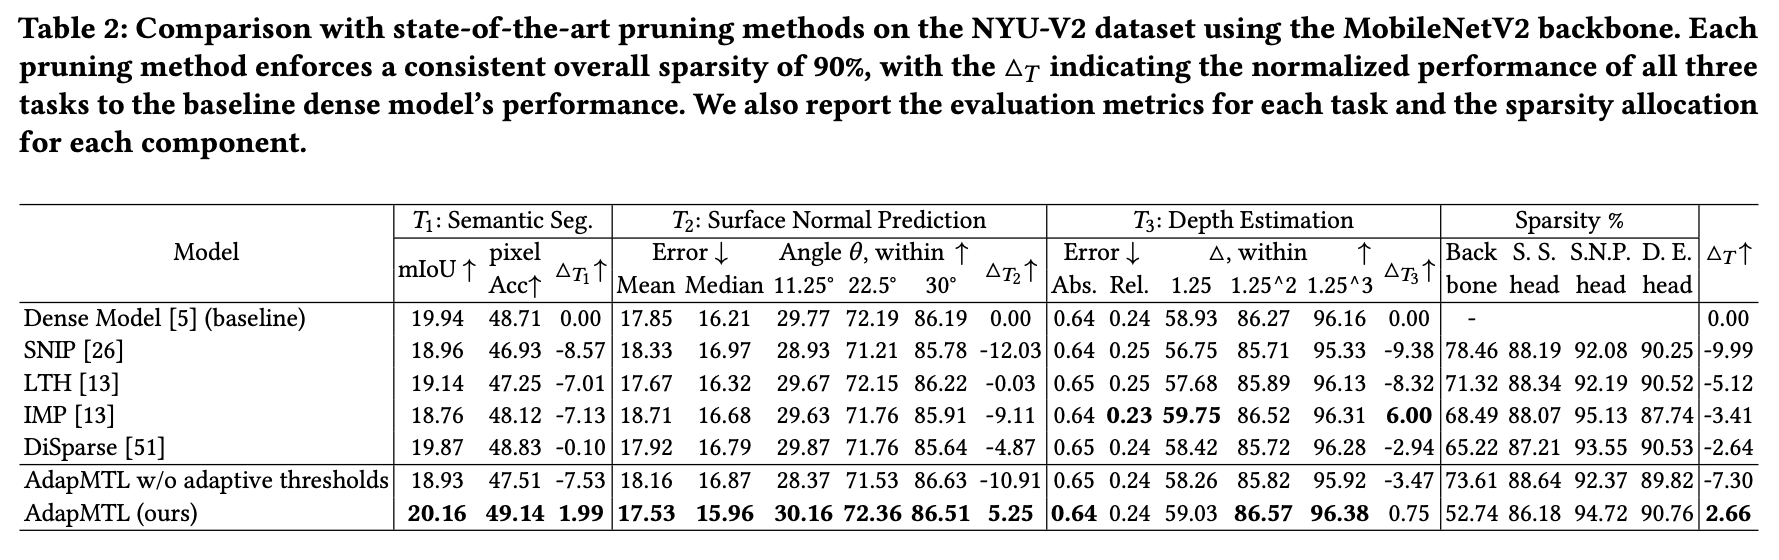 Table 2: Comparison with state-of-the-art pruning methods on the NYU-V2 dataset using the MobileNetV2 backbone. Each
pruning method enforces a consistent overall sparsity of 90%, with the △T indicating the normalized performance of all three
tasks to the baseline dense model's performance. We also report the evaluation metrics for each task and the sparsity allocation
for each component.
Model T1: Semantic Seg. T2: Surface Normal Prediction T3: Depth Estimation Sparsity % △T↑
mIoU ↑ pixel △T1↑ Error ↓ Angle θ, within ↑ △T2↑ Error ↓ △, within ↑ △T3↑ Back S. S. S.N.P. D. E.
Acc↑ Mean Median 11.25° 22.5° 30° Abs. Rel. 1.25 1.25^2 1.25^3 bone head head head
Dense Model [5] (baseline) 19.94 48.71 0.00 17.85 16.21 29.77 72.19 86.19 0.00 0.64 0.24 58.93 86.27 96.16 0.00 - 0.00
SNIP [26] 18.96 46.93 -8.57 18.33 16.97 28.93 71.21 85.78 -12.03 0.64 0.25 56.75 85.71 95.33 -9.38 78.46 88.19 92.08 90.25 -9.99
LTH [13] 19.14 47.25 -7.01 17.67 16.32 29.67 72.15 86.22 -0.03 0.65 0.25 57.68 85.89 96.13 -8.32 71.32 88.34 92.19 90.52 -5.12
IMP [13] 18.76 48.12 -7.13 18.71 16.68 29.63 71.76 85.91 -9.11 0.64 0.23 59.75 86.52 96.31 6.00 68.49 88.07 95.13 87.74 -3.41
DiSparse [51] 19.87 48.83 -0.10 17.92 16.79 29.87 71.76 85.64 -4.87 0.65 0.24 58.42 85.72 96.28 -2.94 65.22 87.21 93.55 90.53 -2.64
AdapMTL w/o adaptive thresholds 18.93 47.51 -7.53 18.16 16.87 28.37 71.53 86.63 -10.91 0.65 0.24 58.26 85.82 95.92 -3.47 73.61 88.64 92.37 89.82 -7.30
AdapMTL (ours) 20.16 49.14 1.99 17.53 15.96 30.16 72.36 86.51 5.25 0.64 0.24 59.03 86.57 96.38 0.75 52.74 86.18 94.72 90.76 2.66